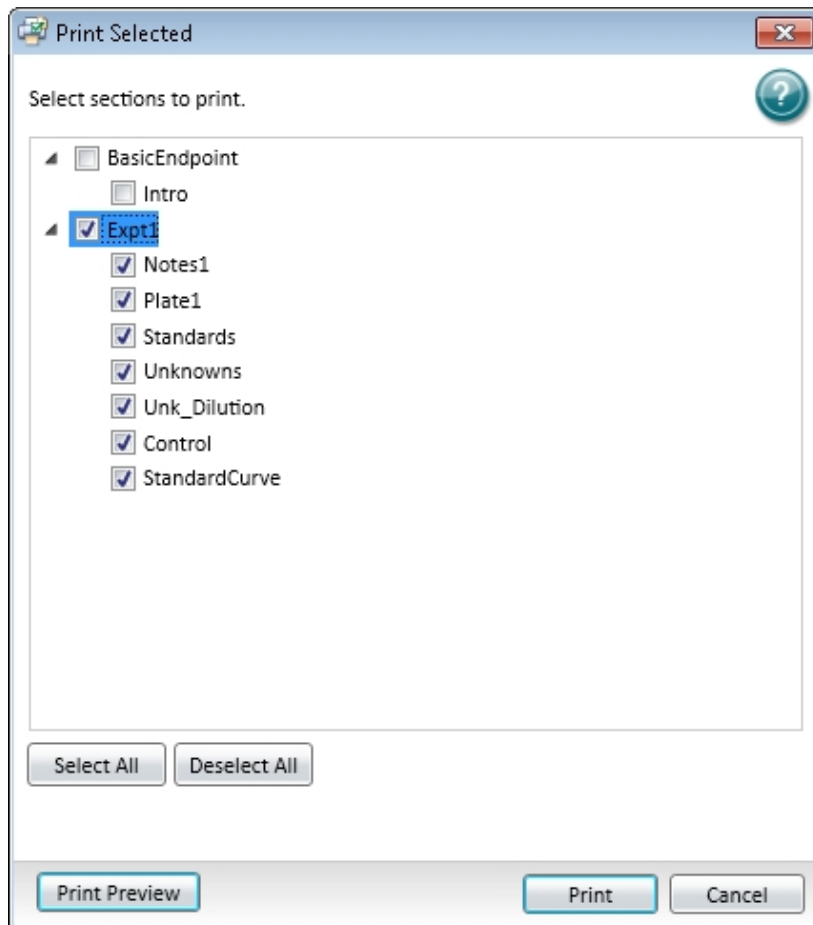 Print Selected
Select sections to print.
?
BasicEndpoint
Intro
Expt1
Notes1
Plate1
Standards
Unknowns
Unk_Dilution
Control
StandardCurve
Select All Deselect All
Print Preview Print Cancel